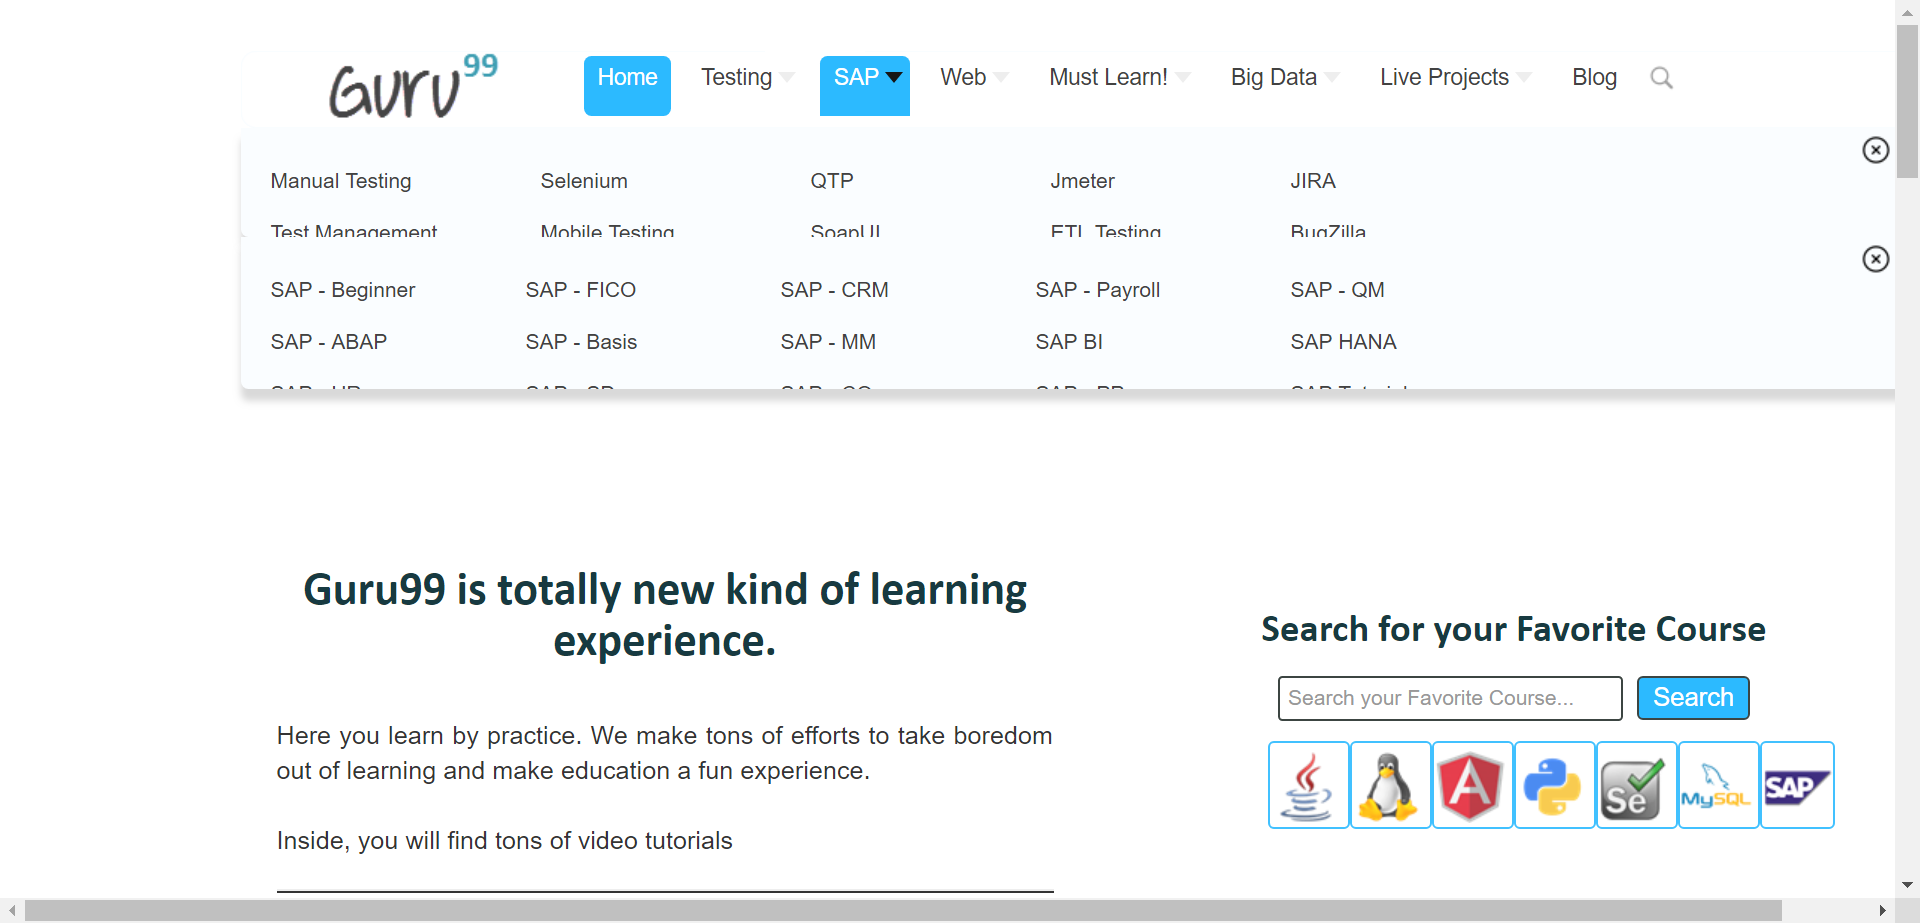 Guru99
Home Testing SAP Web Must Learn! Big Data Live Projects Blog
Manual Testing Selenium QTP Jmeter JIRA
Test Management Mobile Testing SoapUI ETL Testing BugZilla
SAP - Beginner SAP - FICO SAP - CRM SAP - Payroll SAP - QM
SAP - ABAP SAP - Basis SAP - MM SAP BI SAP HANA
Guru99 is totally new kind of learning
experience.
Here you learn by practice. We make tons of efforts to take boredom
out of learning and make education a fun experience.
Inside, you will find tons of video tutorials
Search for your Favorite Course
Search your Favorite Course... Search
Se MySQL SAP